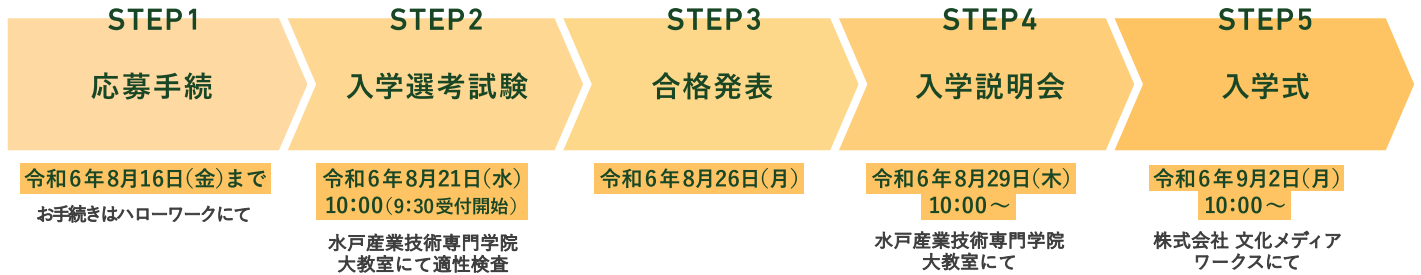 STEP1
応募手続
令和6年8月16日(金)まで
お手続きはハローワークにて
STEP2
入学選考試験
令和6年8月21日(水)
10:00(9:30受付開始)
水戸産業技術専門学院
大教室にて適性検査
STEP3
合格発表
令和6年8月26日(月)
STEP4
入学説明会
令和6年8月29日(木)
10:00～
水戸産業技術専門学院
大教室にて
STEP5
入学式
令和6年9月2日(月)
10:00～
株式会社 文化メディア
ワークスにて